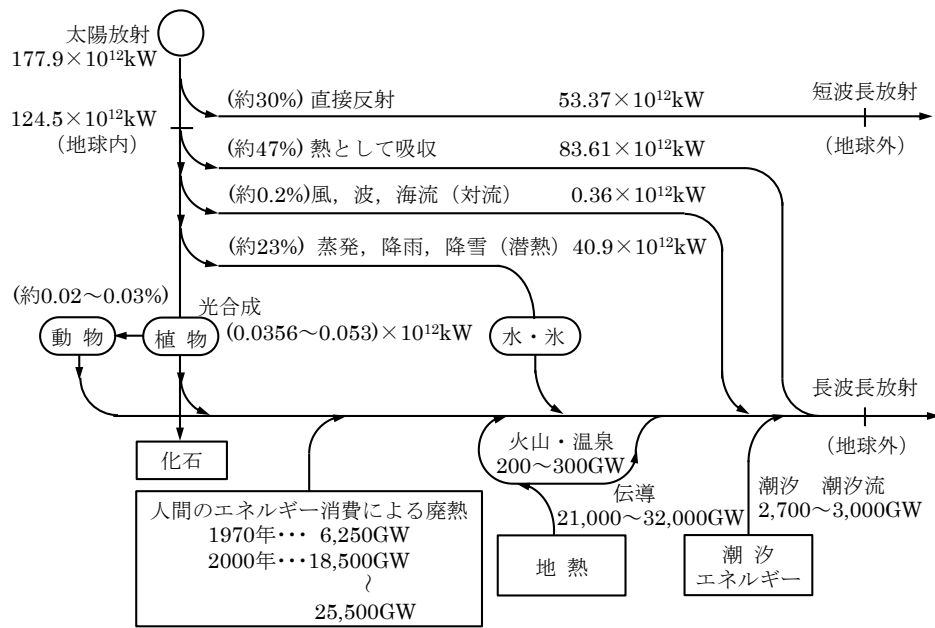 太陽放射
177.9×10¹²kW
(約30%) 直接反射 53.37×10¹²kW
短波長放射
124.5×10¹²kW
（地球内）
（地球外）
(約47%) 熱として吸収 83.61×10¹²kW
(約0.2%)風，波，海流（対流） 0.36×10¹²kW
(約23%) 蒸発，降雨，降雪（潜熱） 40.9×10¹²kW
(約0.02～0.03%)
光合成
動 物
植 物
(0.0356～0.053)×10¹²kW
水・氷
長波長放射
（地球外）
化石
火山・温泉
200～300GW
伝導
21,000～32,000GW
潮汐 潮汐流
2,700～3,000GW
人間のエネルギー消費による廃熱
1970年･･･ 6,250GW
2000年･･･18,500GW
～
25,500GW
地 熱
潮 汐
エネルギー